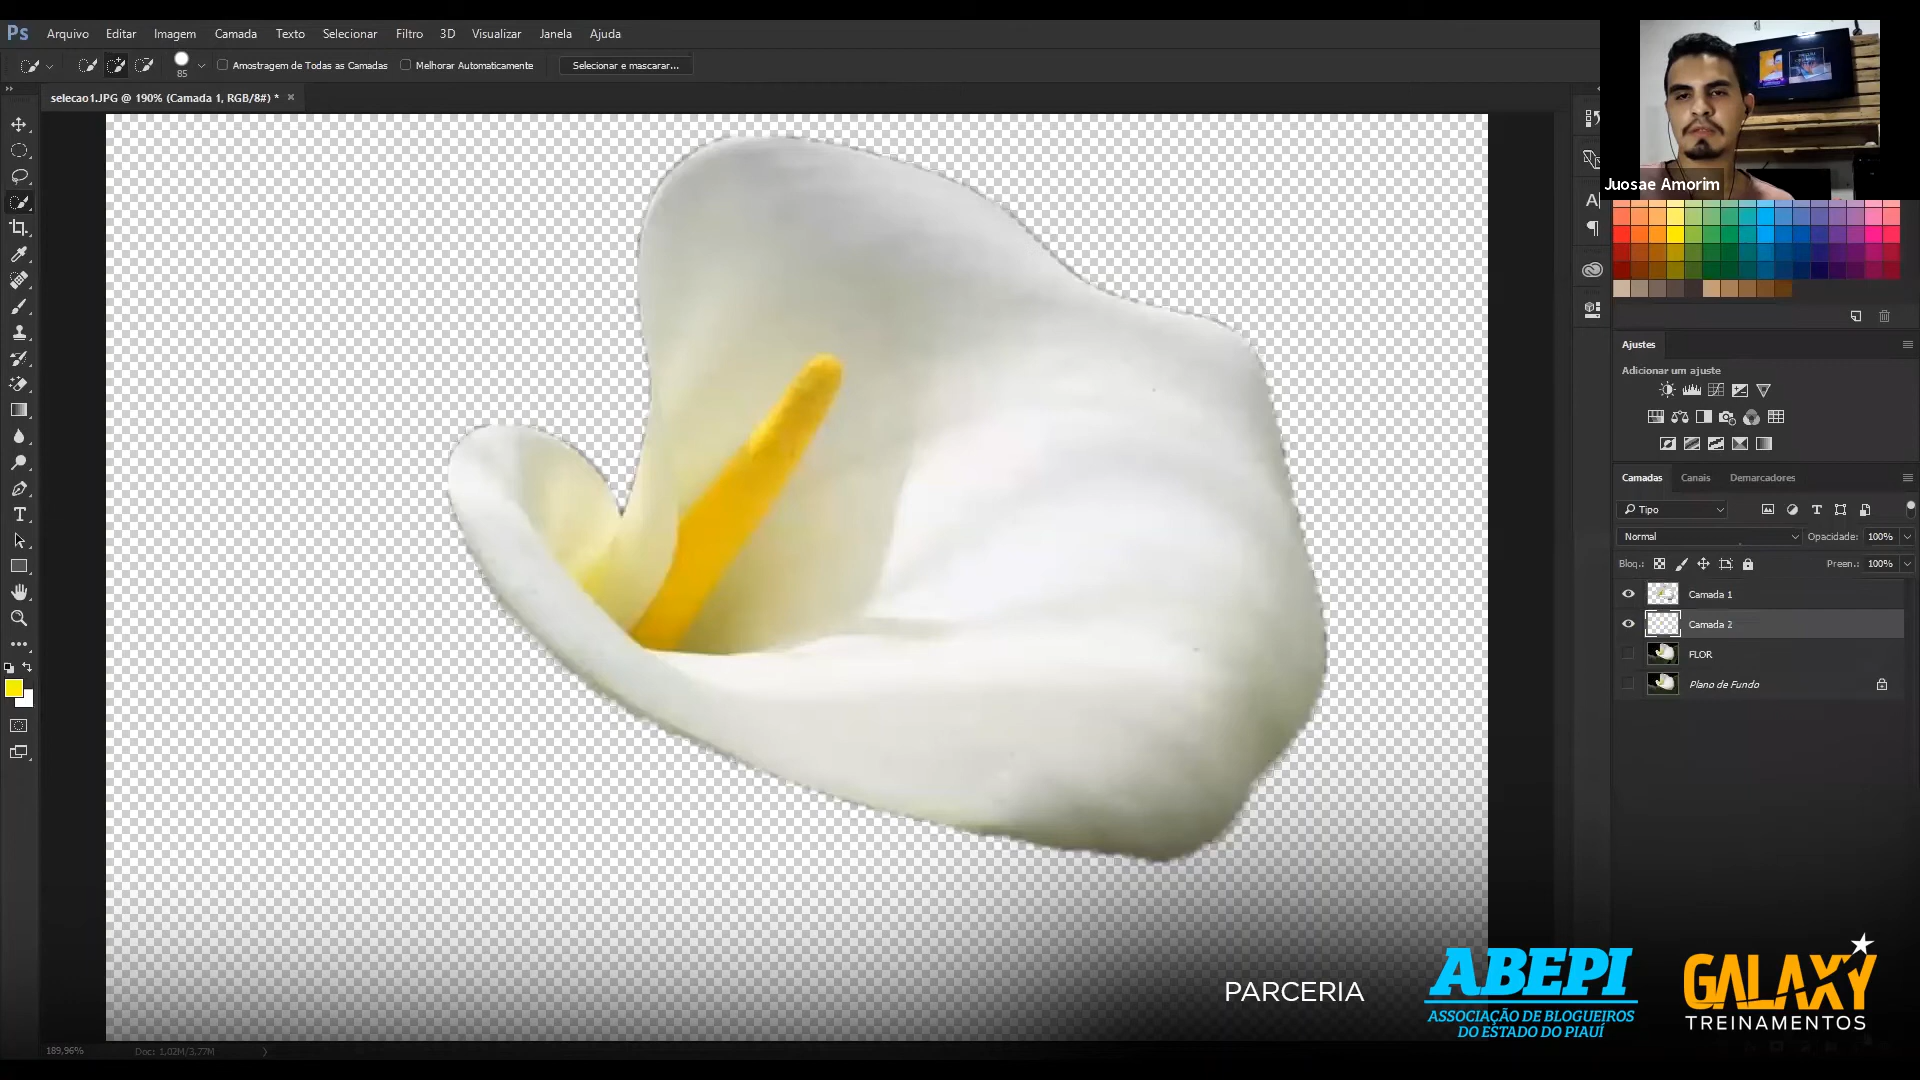 Ps Arquivo Editar Imagem Camada Texto Selecionar Filtro 3D Visualizar Janela Ajuda
85 Amostragem de Todas as Camadas Melhorar Automaticamente Selecionar e mascarar...
selecao1.JPG @ 190% (Camada 1, RGB/8#) * ×
Juosae Amorim
Ajustes
Adicionar um ajuste
Camadas Canais Demarcadores
Tipo
Normal Opacidade: 100%
Bloq.: Preen.: 100%
Camada 1
Camada 2
FLOR
Plano de Fundo
PARCERIA
ABEPI
ASSOCIAÇÃO DE BLOGUEIROS
DO ESTADO DO PIAUÍ
GALAXY
TREINAMENTOS
189,96% Doc: 1,02M/3,77M